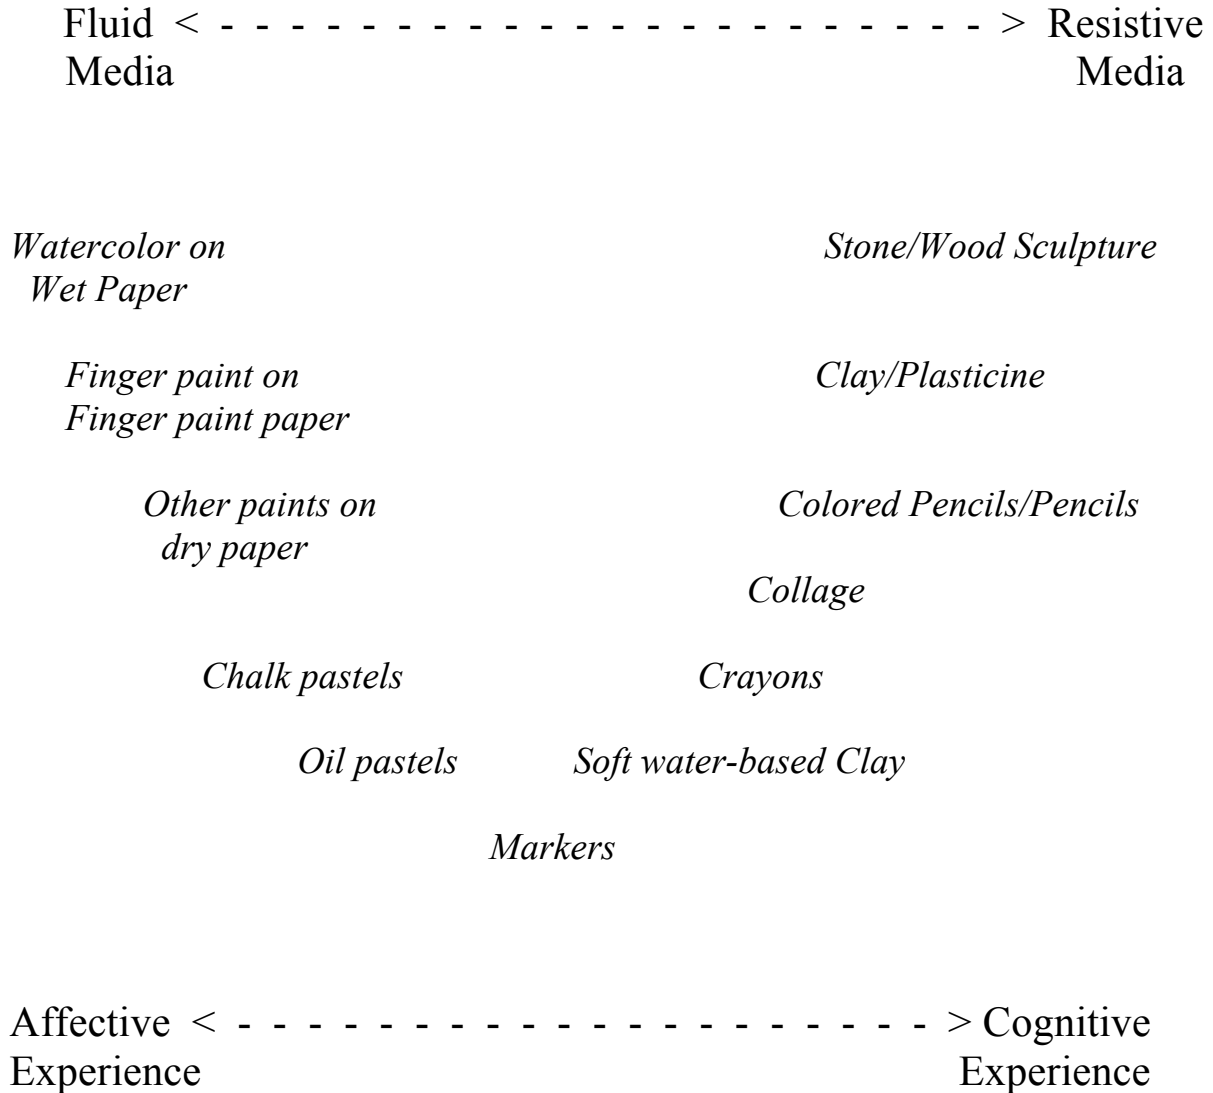 Fluid < - - - - - - - - - - - - - - - - - - - - - - - > Resistive
Media Media
Watercolor on Stone/Wood Sculpture
Wet Paper
Finger paint on Clay/Plasticine
Finger paint paper
Other paints on Colored Pencils/Pencils
dry paper
Collage
Chalk pastels Crayons
Oil pastels Soft water-based Clay
Markers
Affective < - - - - - - - - - - - - - - - - - - - - - > Cognitive
Experience Experience